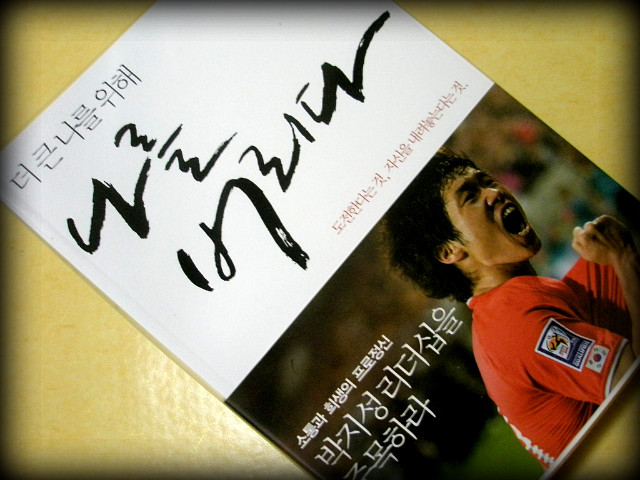 더 큰 나를 위해
나를
버리다
도전한다는 것, 자신을 내려놓는다는 것.
소통과 희생의 프로정신
박지성 리더십을
주목하라